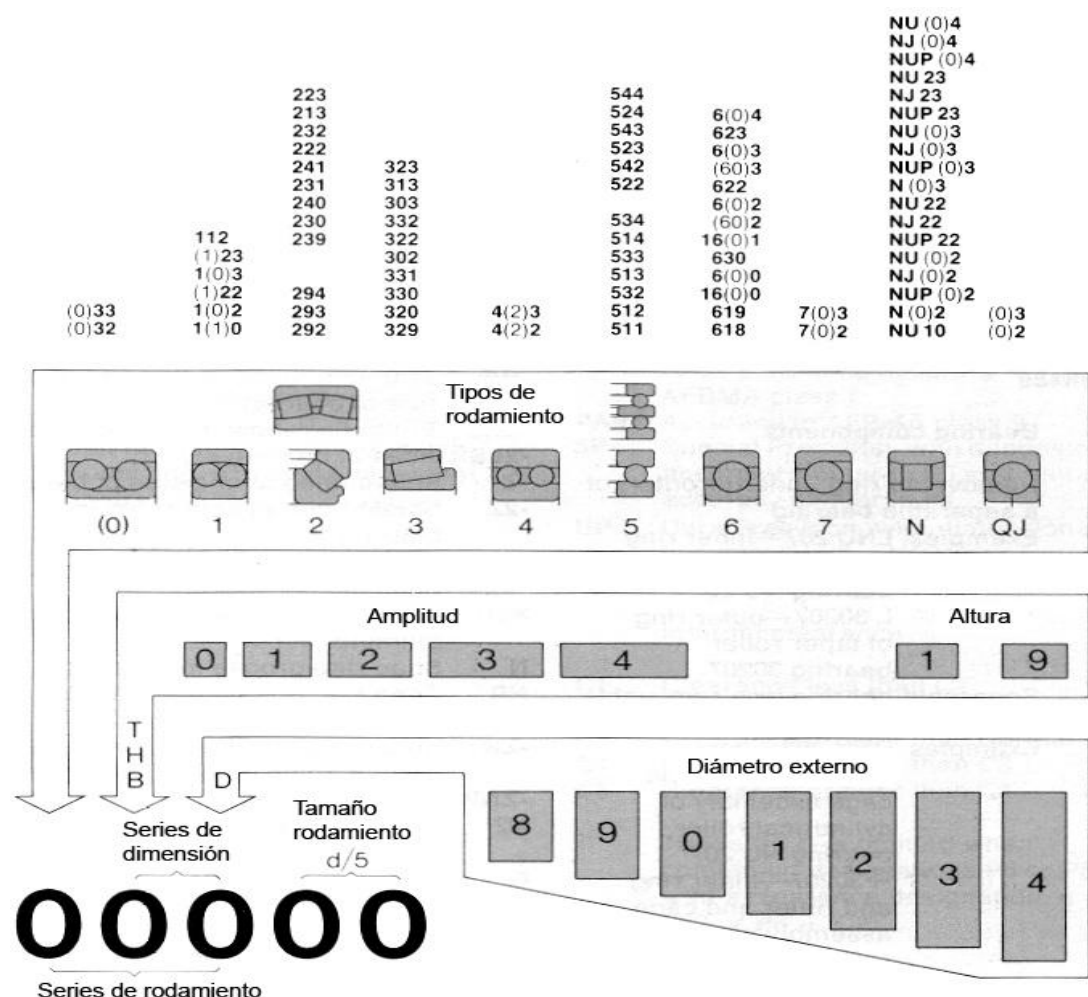 NU (0)4
NJ (0)4
NUP (0)4
NU 23
223 544 NJ 23
213 524 6(0)4 NUP 23
232 543 623 NU (0)3
222 523 6(0)3 NJ (0)3
241 323 542 (60)3 NUP (0)3
231 313 522 622 N (0)3
240 303 6(0)2 NU 22
230 332 534 (60)2 NJ 22
112 239 322 514 16(0)1 NUP 22
(1)23 302 533 630 NU (0)2
1(0)3 331 513 6(0)0 NJ (0)2
(1)22 294 330 532 16(0)0 NUP (0)2
(0)33 1(0)2 293 320 4(2)3 512 619 7(0)3 N (0)2 (0)3
(0)32 1(1)0 292 329 4(2)2 511 618 7(0)2 NU 10 (0)2
Tipos de
rodamiento
(0) 1 2 3 4 5 6 7 N QJ
Amplitud Altura
0 1 2 3 4 1 9
T
H
B D
Diámetro externo
8 9 0 1 2 3 4
Series de
dimensión
Tamaño
rodamiento
d/5
O O O O O
Series de rodamiento